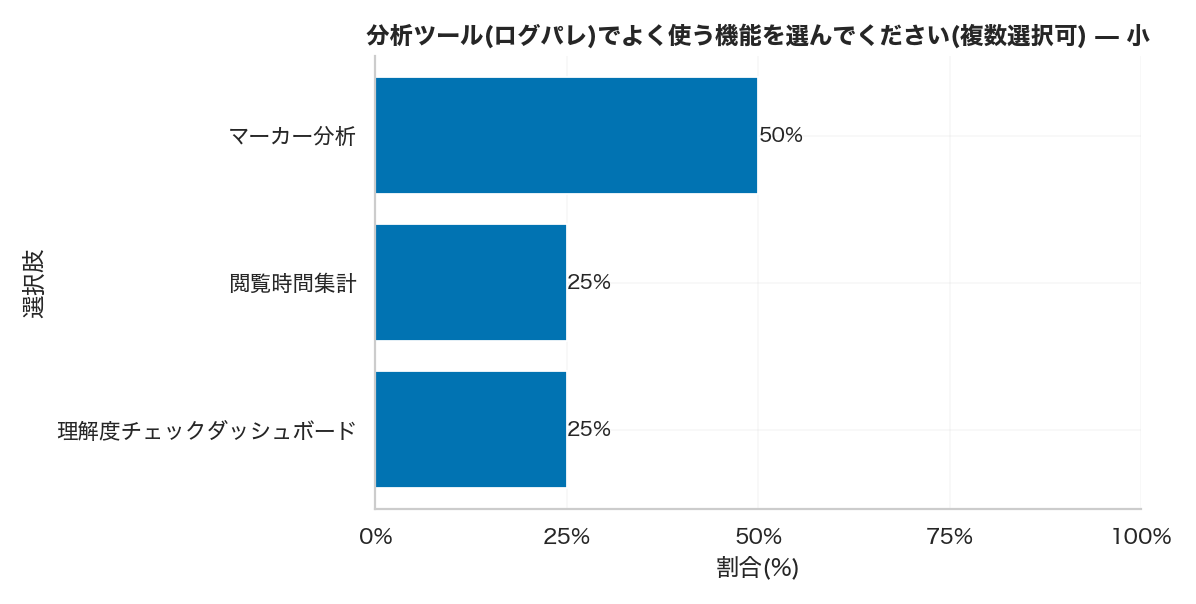 分析ツール(ログパレ)でよく使う機能を選んでください(複数選択可) — 小
選択肢
マーカー分析
50%
閲覧時間集計
25%
理解度チェックダッシュボード
25%
0% 25% 50% 75% 100%
割合(%)